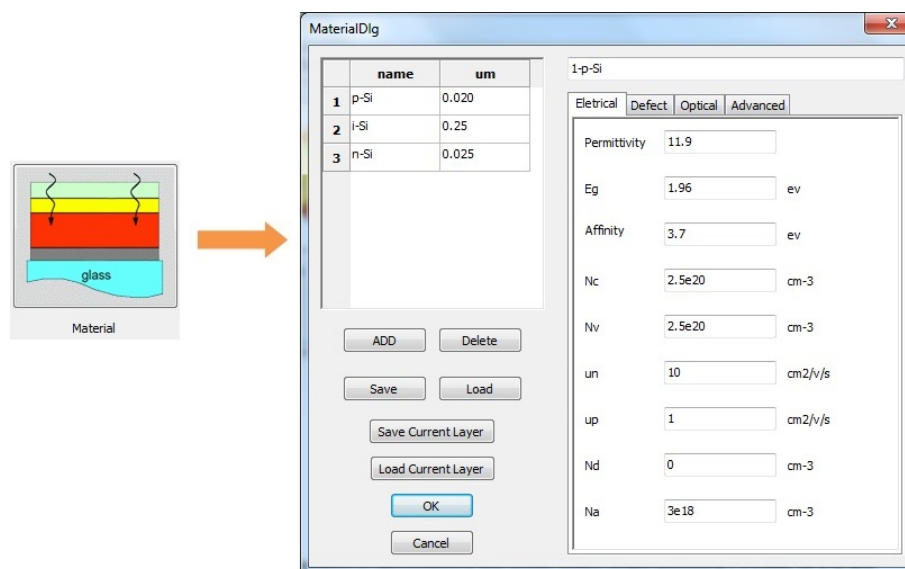 glass
Material
MaterialDlg
name um
1 p-Si 0.020
2 i-Si 0.25
3 n-Si 0.025
ADD Delete
Save Load
Save Current Layer
Load Current Layer
OK
Cancel
1-p-Si
Eletrical Defect Optical Advanced
Permittivity 11.9
Eg 1.96 ev
Affinity 3.7 ev
Nc 2.5e20 cm-3
Nv 2.5e20 cm-3
un 10 cm2/v/s
up 1 cm2/v/s
Nd 0 cm-3
Na 3e18 cm-3